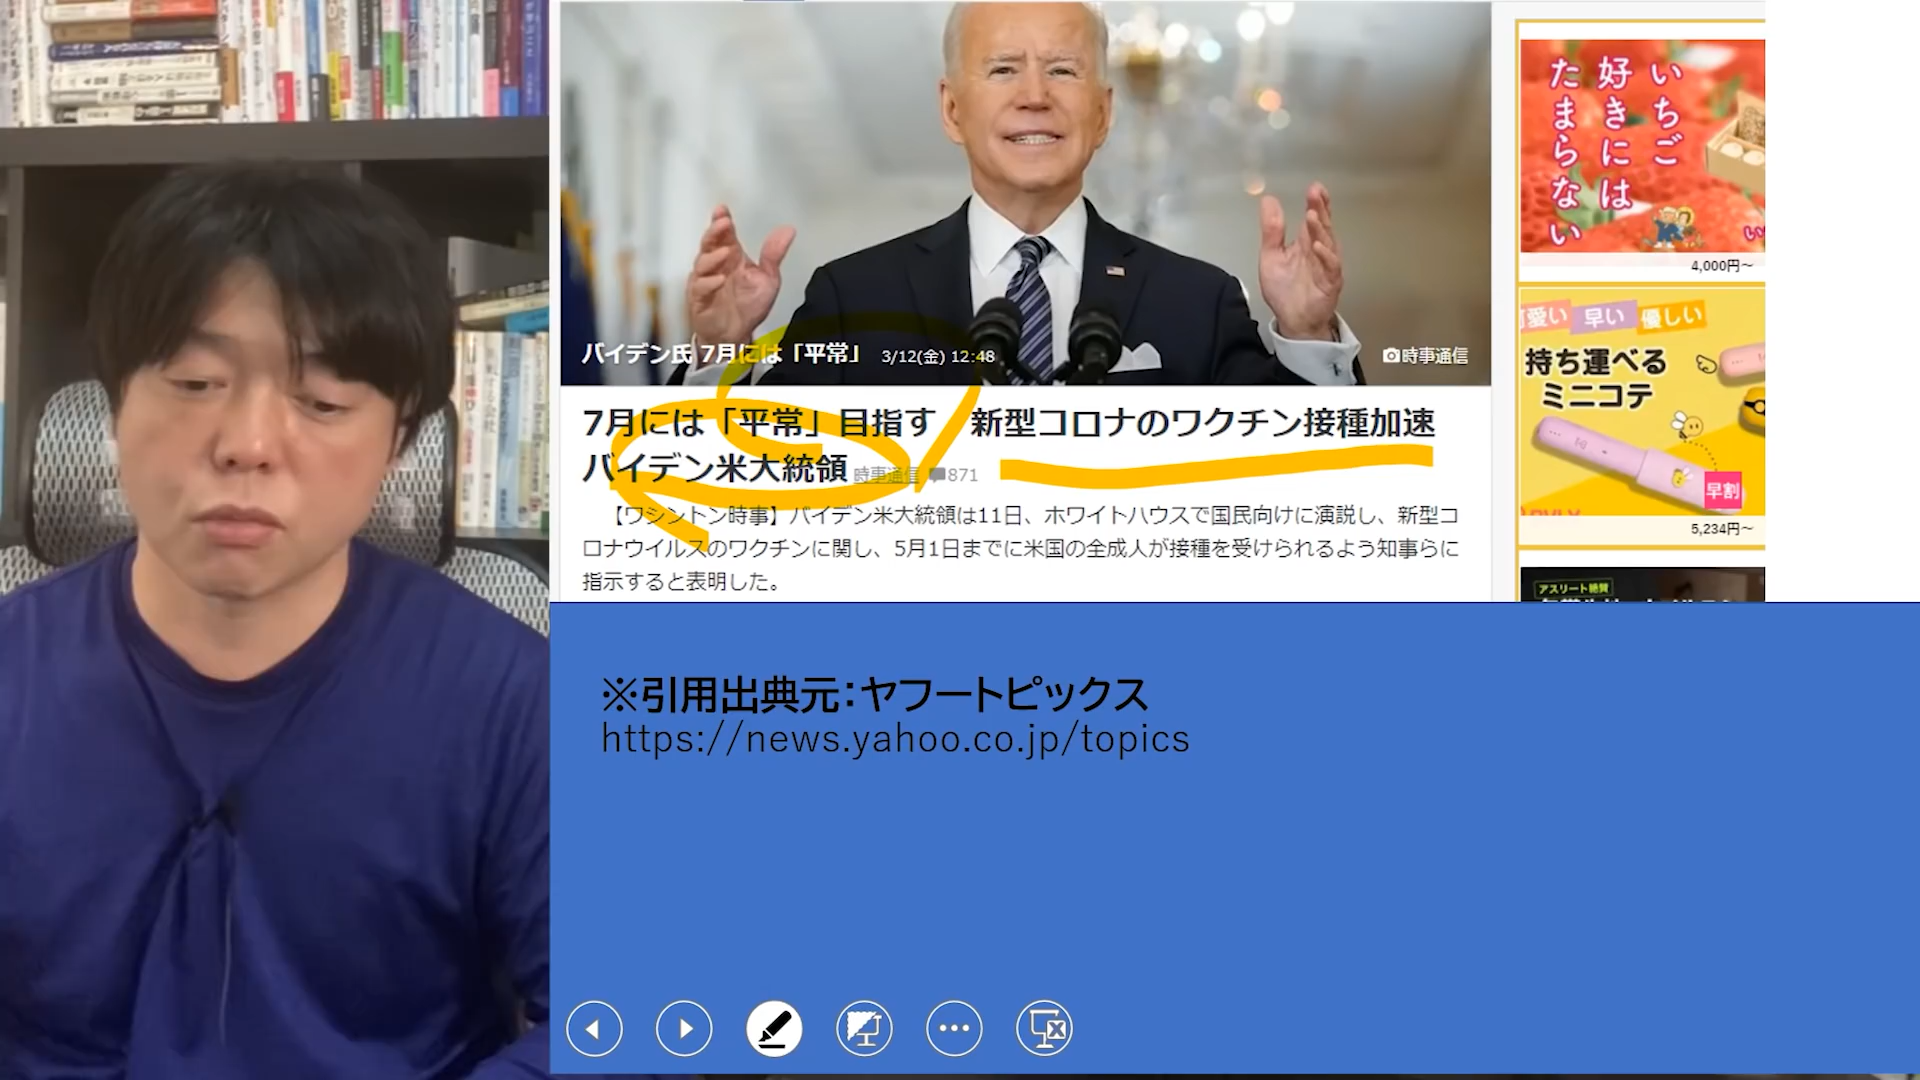 バイデン氏 7月には「平常」 3/12(金) 12:48
時事通信
7月には「平常」目指す 新型コロナのワクチン接種加速
バイデン米大統領 時事通信 871
【ワシントン時事】バイデン米大統領は11日、ホワイトハウスで国民向けに演説し、新型コ
ロナウイルスのワクチンに関し、5月1日までに米国の全成人が接種を受けられるよう知事らに
指示すると表明した。
いちご
好きには
たまらない
4,000円~
可愛い 早い 優しい
持ち運べる
ミニコテ
早割
5,234円~
アスリート絶賛
※引用出典元:ヤフートピックス
https://news.yahoo.co.jp/topics